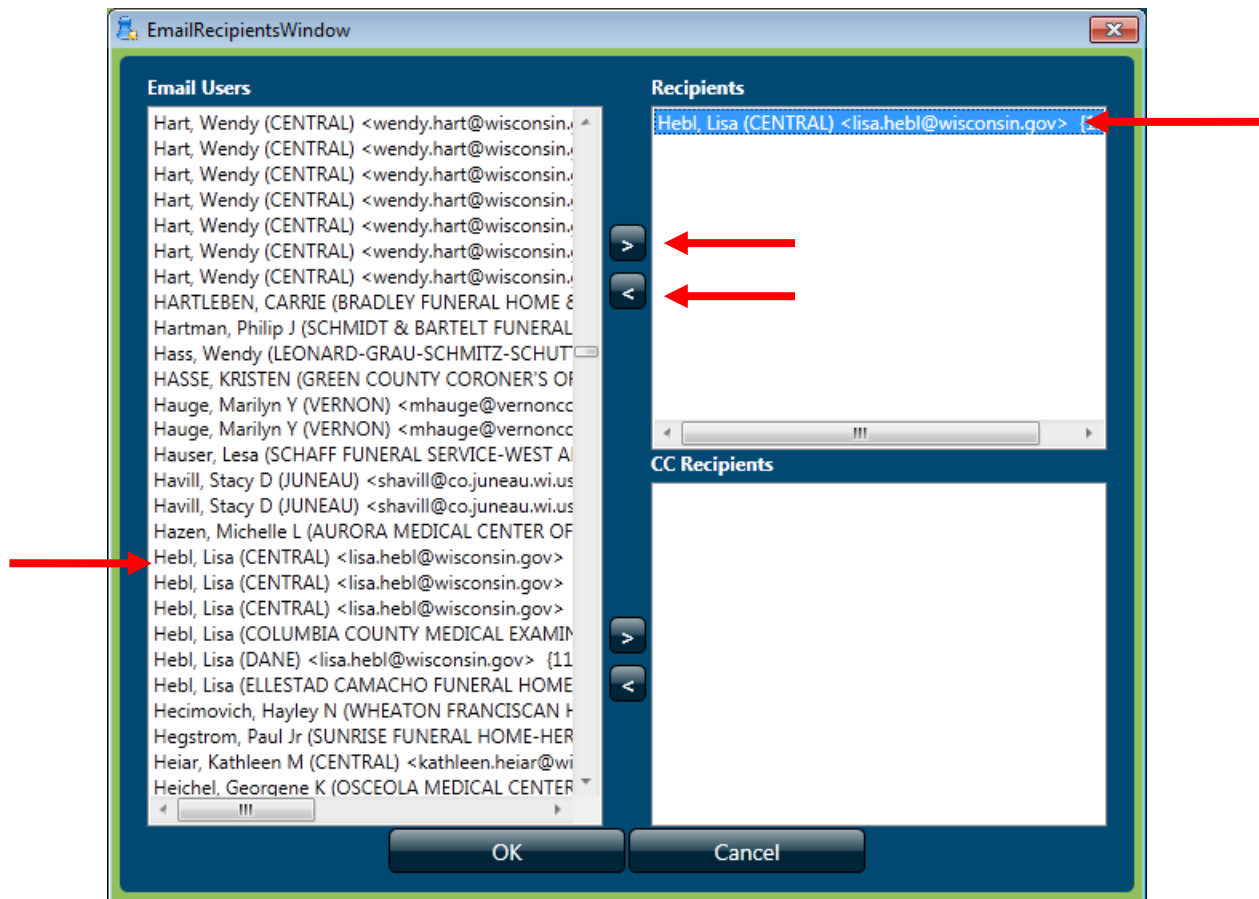 EmailRecipientsWindow
Email Users
Hart, Wendy (CENTRAL) <wendy.hart@wisconsin.
Hart, Wendy (CENTRAL) <wendy.hart@wisconsin.
Hart, Wendy (CENTRAL) <wendy.hart@wisconsin.
Hart, Wendy (CENTRAL) <wendy.hart@wisconsin.
Hart, Wendy (CENTRAL) <wendy.hart@wisconsin.
Hart, Wendy (CENTRAL) <wendy.hart@wisconsin.
Hart, Wendy (CENTRAL) <wendy.hart@wisconsin.
HARTLEBEN, CARRIE (BRADLEY FUNERAL HOME &
Hartman, Philip J (SCHMIDT & BARTELT FUNERAL
Hass, Wendy (LEONARD-GRAU-SCHMITZ-SCHUT
HASSE, KRISTEN (GREEN COUNTY CORONER'S OF
Hauge, Marilyn Y (VERNON) <mhauge@vernoncc
Hauge, Marilyn Y (VERNON) <mhauge@vernoncc
Hauser, Lesa (SCHAFF FUNERAL SERVICE-WEST A
Havill, Stacy D (JUNEAU) <shavill@co.juneau.wi.us
Havill, Stacy D (JUNEAU) <shavill@co.juneau.wi.us
Hazen, Michelle L (AURORA MEDICAL CENTER OF
Hebl, Lisa (CENTRAL) <lisa.hebl@wisconsin.gov>
Hebl, Lisa (CENTRAL) <lisa.hebl@wisconsin.gov>
Hebl, Lisa (CENTRAL) <lisa.hebl@wisconsin.gov>
Hebl, Lisa (COLUMBIA COUNTY MEDICAL EXAMIN
Hebl, Lisa (DANE) <lisa.hebl@wisconsin.gov> {11
Hebl, Lisa (ELLESTAD CAMACHO FUNERAL HOME
Hecimovich, Hayley N (WHEATON FRANCISCAN H
Hegstrom, Paul Jr (SUNRISE FUNERAL HOME-HER
Heiar, Kathleen M (CENTRAL) <kathleen.heiar@wi
Heichel, Georgene K (OSCEOLA MEDICAL CENTER
>
<
>
<
Recipients
Hebl, Lisa (CENTRAL) <lisa.hebl@wisconsin.gov> {1
CC Recipients
OK
Cancel